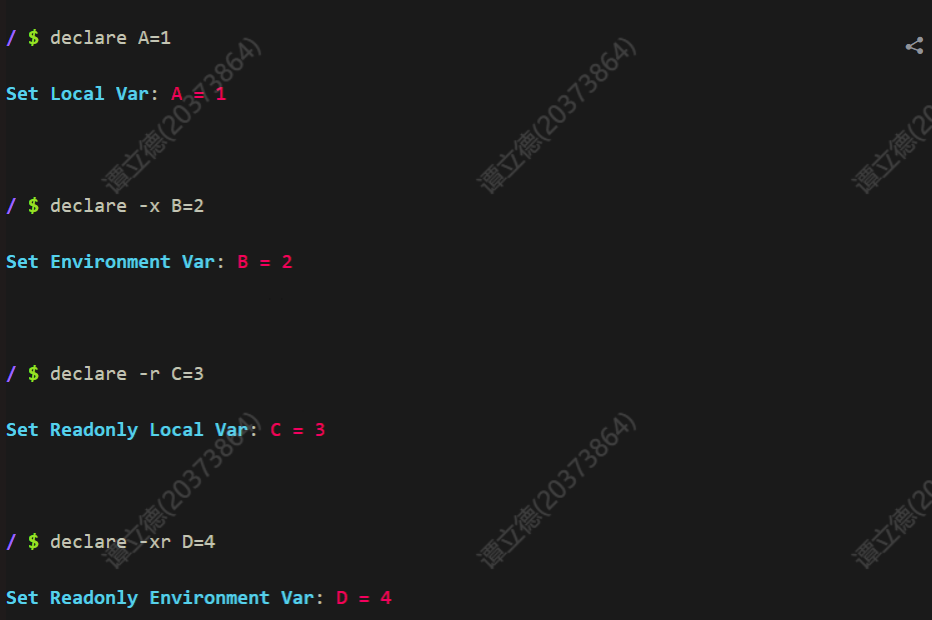 / $ declare A=1
Set Local Var: A = 1
/ $ declare -x B=2
Set Environment Var: B = 2
/ $ declare -r C=3
Set Readonly Local Var: C = 3
/ $ declare -xr D=4
Set Readonly Environment Var: D = 4
谭立德(20373864)
谭立德(20373864)
谭立德(20
谭立德(20373864)
谭立德(20373864)
谭立德(20